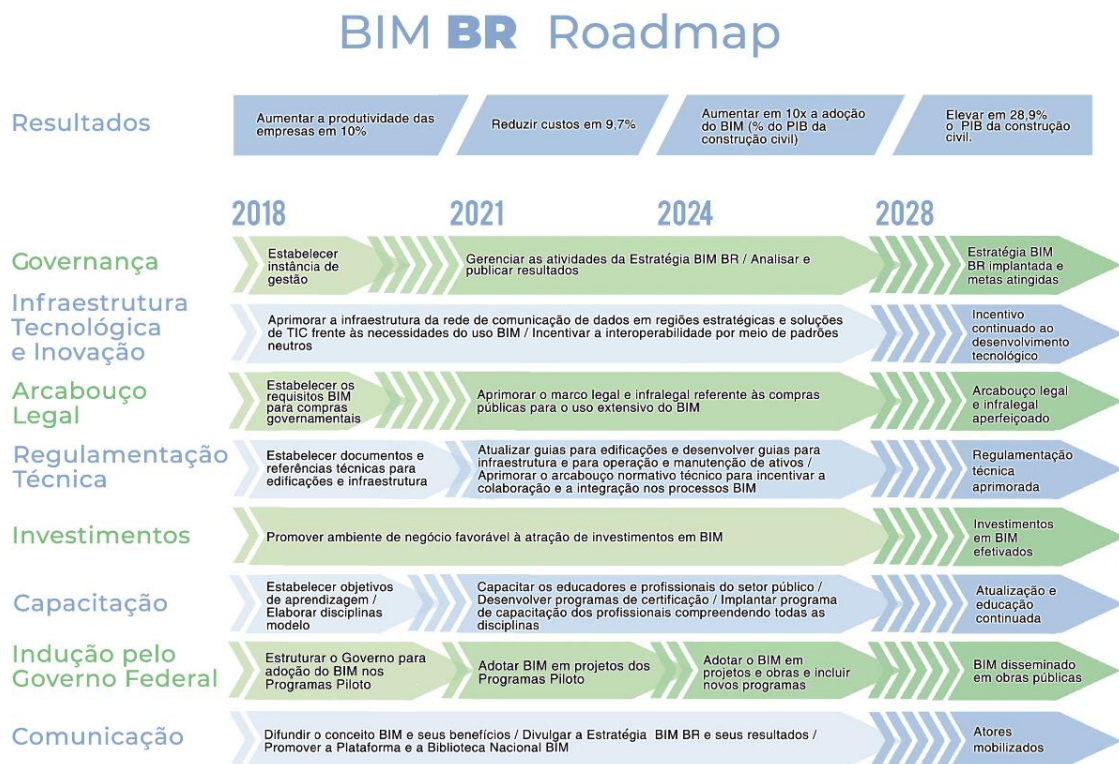 BIM BR Roadmap
Resultados
Aumentar a produtividade das
empresas em 10%
Reduzir custos em 9,7%
Aumentar em 10x a adoção
do BIM (% do PIB da
construção civil)
Elevar em 28,9%
o PIB da construção
civil.
2018
2021
2024
2028
Governança
Estabelecer
instância de
gestão
Gerenciar as atividades da Estratégia BIM BR / Analisar e
publicar resultados
Estratégia BIM
BR implantada e
metas atingidas
Infraestrutura
Tecnológica
e Inovação
Aprimorar a infraestrutura da rede de comunicação de dados em regiões estratégicas e soluções
de TIC frente às necessidades do uso BIM / Incentivar a interoperabilidade por meio de padrões
neutros
Incentivo
continuado ao
desenvolvimento
tecnológico
Arcabouço
Legal
Estabelecer os
requisitos BIM
para compras
governamentais
Aprimorar o marco legal e infralegal referente às compras
públicas para o uso extensivo do BIM
Arcabouço legal
e infralegal
aperfeiçoado
Regulamentação
Técnica
Estabelecer documentos e
referências técnicas para
edificações e infraestrutura
Atualizar guias para edificações e desenvolver guias para
infraestrutura e para operação e manutenção de ativos /
Aprimorar o arcabouço normativo técnico para incentivar a
colaboração e a integração nos processos BIM
Regulamentação
técnica
aprimorada
Investimentos
Promover ambiente de negócio favorável à atração de investimentos em BIM
Investimentos
em BIM
efetivados
Capacitação
Estabelecer objetivos
de aprendizagem /
Elaborar disciplinas
modelo
Capacitar os educadores e profissionais do setor público /
Desenvolver programas de certificação / Implantar programa
de capacitação dos profissionais compreendendo todas as
disciplinas
Atualização e
educação
continuada
Indução pelo
Governo Federal
Estruturar o Governo para
adoção do BIM nos
Programas Piloto
Adotar BIM em projetos dos
Programas Piloto
Adotar o BIM em
projetos e obras e incluir
novos programas
BIM disseminado
em obras públicas
Comunicação
Difundir o conceito BIM e seus benefícios / Divulgar a Estratégia BIM BR e seus resultados /
Promover a Plataforma e a Biblioteca Nacional BIM
Atores
mobilizados